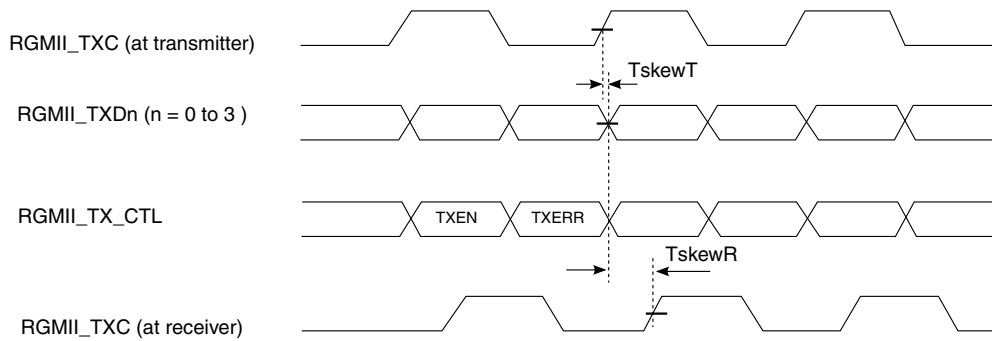 RGMII_TXC (at transmitter)
TskewT
RGMII_TXDn (n = 0 to 3 )
RGMII_TX_CTL
TXEN
TXERR
TskewR
RGMII_TXC (at receiver)